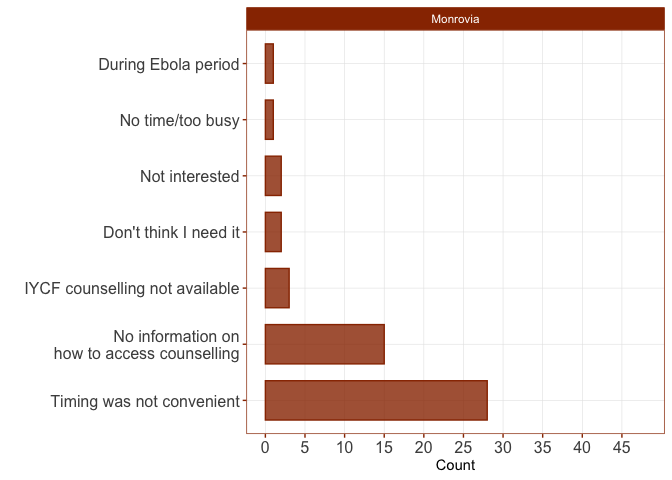 Monrovia
During Ebola period
No time/too busy
Not interested
Don't think I need it
IYCF counselling not available
No information on
how to access counselling
Timing was not convenient
0 5 10 15 20 25 30 35 40 45
Count